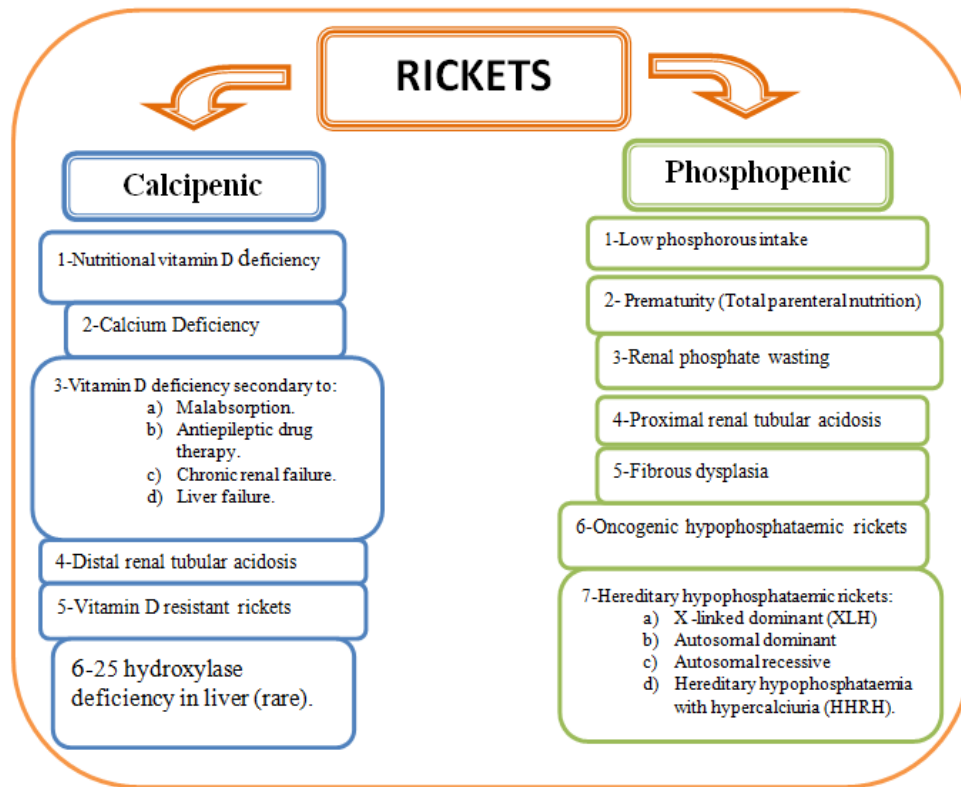 RICKETS
Calcipenic
1-Nutritional vitamin D deficiency
2-Calcium Deficiency
3-Vitamin D deficiency secondary to:
a) Malabsorption.
b) Antiepileptic drug
therapy.
c) Chronic renal failure.
d) Liver failure.
4-Distal renal tubular acidosis
5-Vitamin D resistant rickets
6-25 hydroxylase
deficiency in liver (rare).
Phosphopenic
1-Low phosphorous intake
2- Prematurity (Total parenteral nutrition)
3-Renal phosphate wasting
4-Proximal renal tubular acidosis
5-Fibrous dysplasia
6-Oncogenic hypophosphataemic rickets
7-Hereditary hypophosphataemic rickets:
a) X -linked dominant (XLH)
b) Autosomal dominant
c) Autosomal recessive
d) Hereditary hypophosphataemia
with hypercalciuria (HHRH).